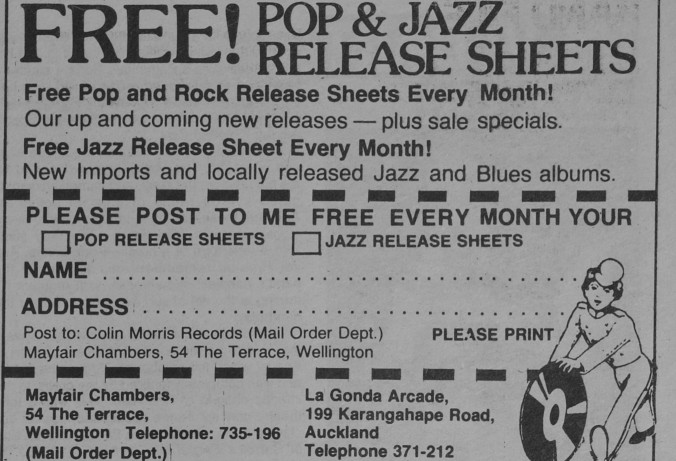 FREE! POP & JAZZ
RELEASE SHEETS
Free Pop and Rock Release Sheets Every Month!
Our up and coming new releases — plus sale specials.
Free Jazz Release Sheet Every Month!
New Imports and locally released Jazz and Blues albums.
PLEASE POST TO ME FREE EVERY MONTH YOUR
POP RELEASE SHEETS JAZZ RELEASE SHEETS
NAME
ADDRESS
Post to: Colin Morris Records (Mail Order Dept.) PLEASE PRINT
Mayfair Chambers, 54 The Terrace, Wellington
Mayfair Chambers,
54 The Terrace,
Wellington Telephone: 735-196
(Mail Order Dept.)
La Gonda Arcade,
199 Karangahape Road,
Auckland
Telephone 371-212